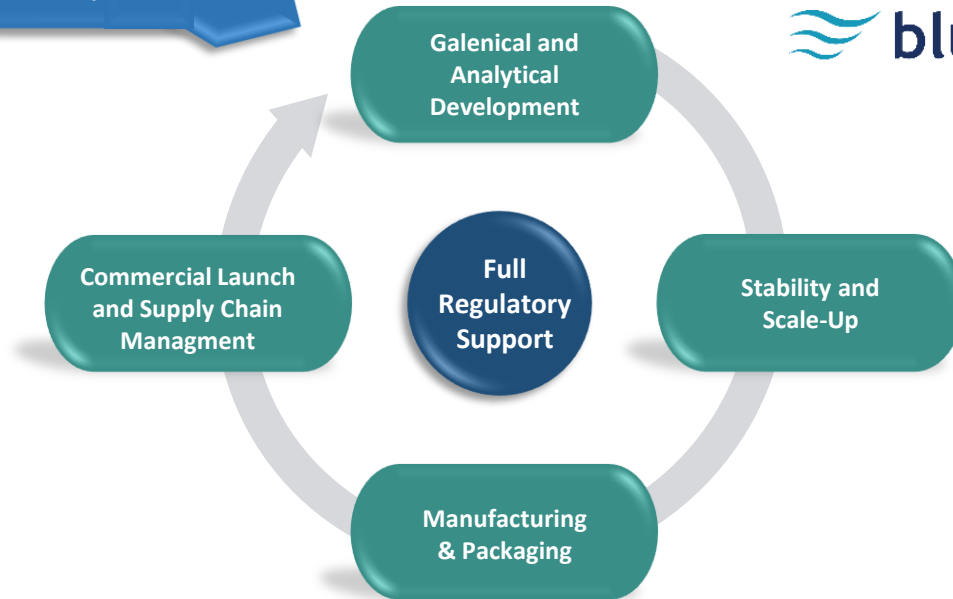 Galenical and
Analytical
Development
Full
Regulatory
Support
Commercial Launch
and Supply Chain
Managment
Stability and
Scale-Up
Manufacturing
& Packaging